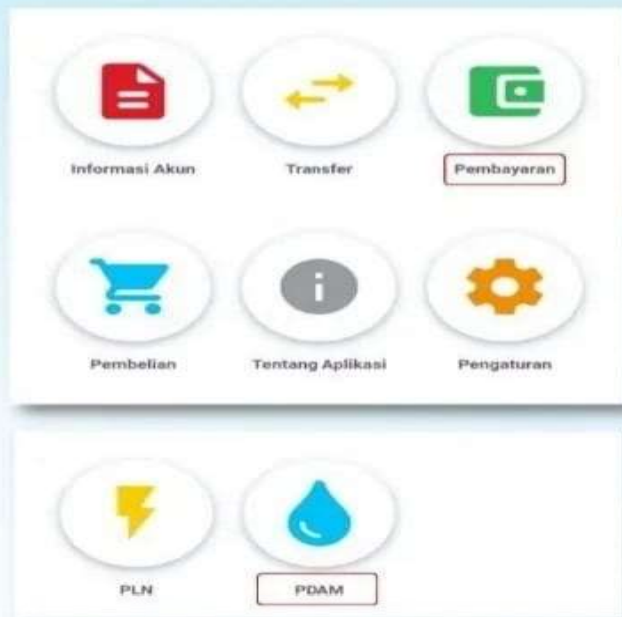 Informasi Akun
Transfer
Pembayaran
Pembelian
Tentang Aplikasi
Pengaturan
PLN
PDAM